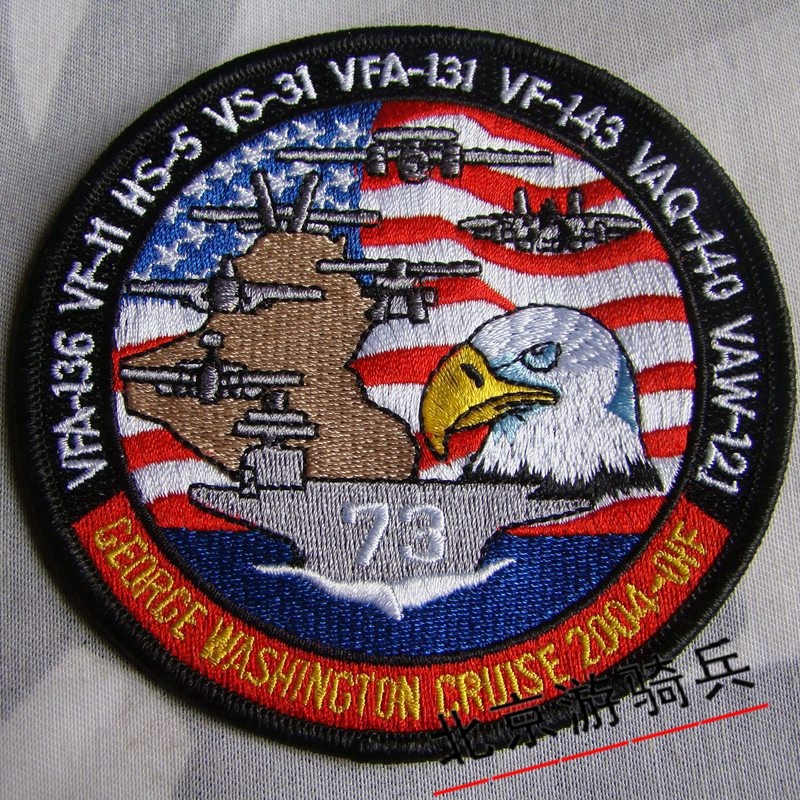 VFA-136 VF-11 HS-5 VS-31 VFA-131 VF-143 VAQ-140 VAW-121
73
GEORGE WASHINGTON CRUISE 2004-OIF
北京游骑兵